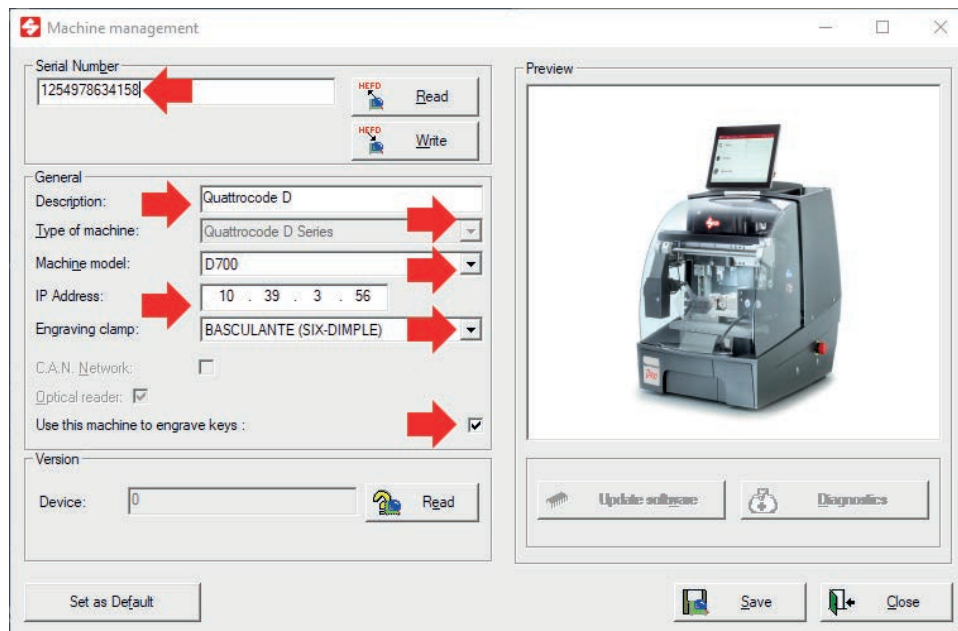 Machine management
Serial Number
1254978634158
HEFD Read
HEFD Write
General
Description: Quattrocode D
Type of machine: Quattrocode D Series
Machine model: D700
IP Address: 10 . 39 . 3 . 56
Engraving clamp: BASCULANTE (SIX-DIMPLE)
C.A.N. Network:
Optical reader:
Use this machine to engrave keys :
Version
Device: 0 Read
Set as Default
Preview
Update software Diagnostics
Save Close